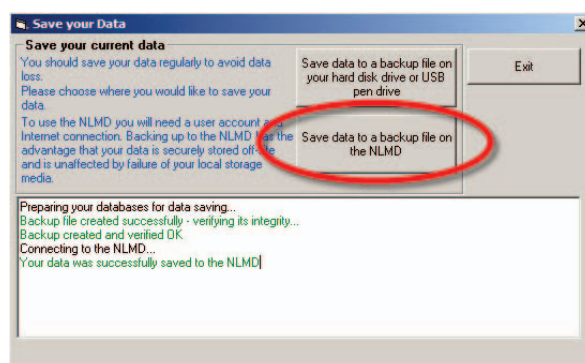 Save your Data
Save your current data
You should save your data regularly to avoid data
loss.
Please choose where you would like to save your
data.
To use the NLMD you will need a user account
Internet connection. Backing up to the NLMD has the
advantage that your data is securely stored off-site
and is unaffected by failure of your local storage
media.
Save data to a backup file on
your hard disk drive or USB
pen drive
Save data to a backup file on
the NLMD
Exit
Preparing your databases for data saving...
Backup file created successfully - verifying its integrity...
Backup created and verified OK
Connecting to the NLMD...
Your data was successfully saved to the NLMD